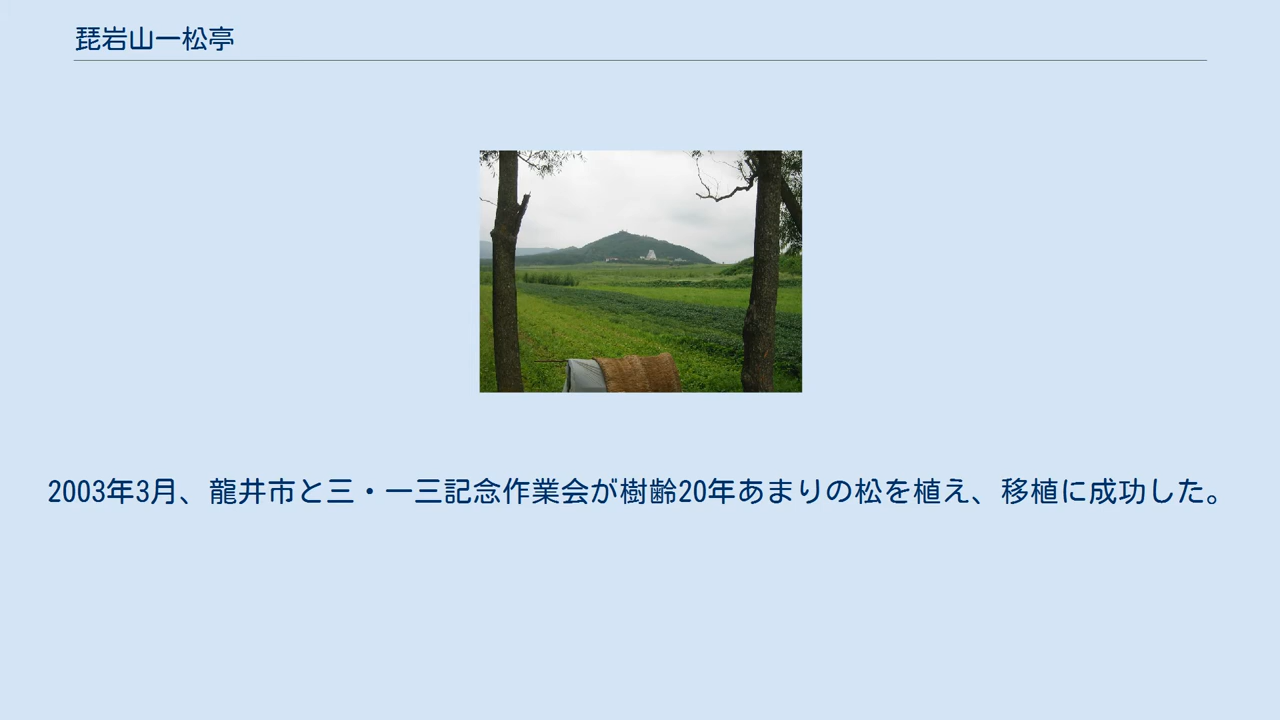 琵岩山一松亭
2003年3月、龍井市と三・一三記念作業会が樹齢20年あまりの松を植え、移植に成功した。